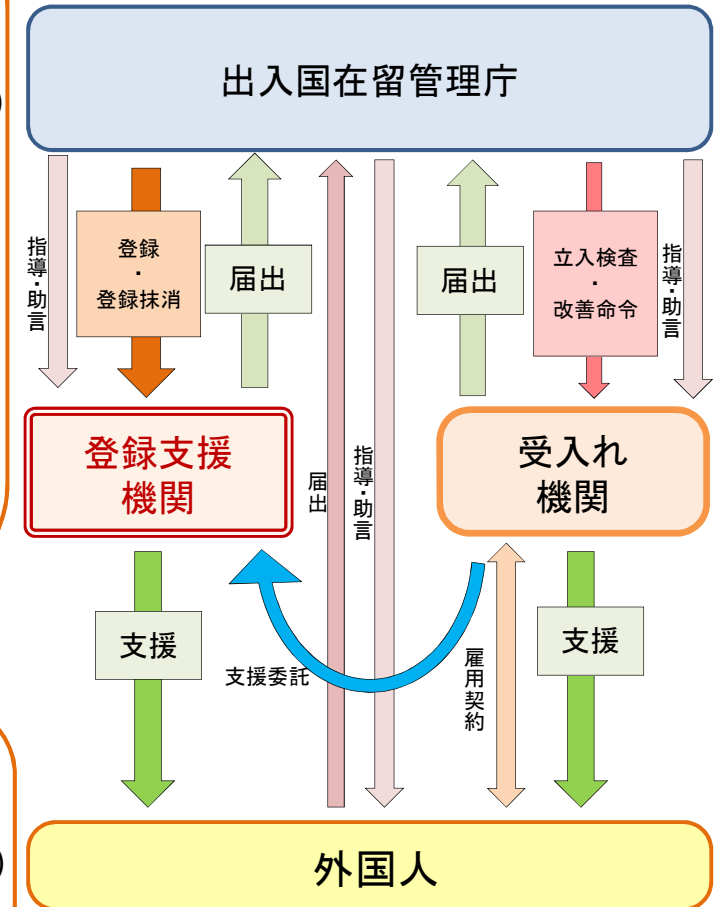 出入国在留管理庁
指導・助言
登録
・
登録抹消
届出
届出
立入検査
・
改善命令
指導・助言
登録支援
機関
届出
指導・助言
受入れ
機関
支援
支援委託
雇用契約
支援
外国人
)
)